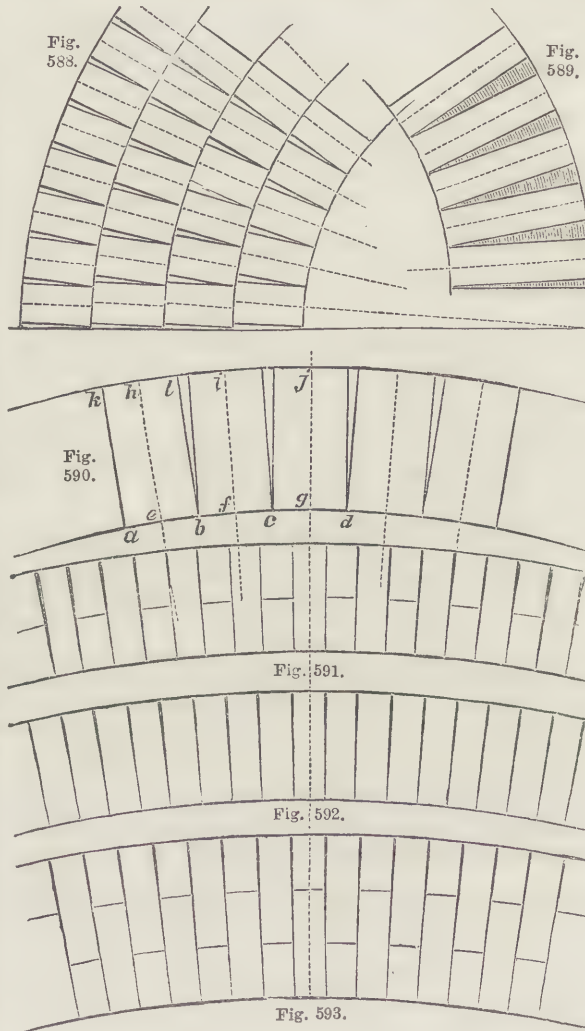 Fig.
588.
Fig.
589.
k h l i j
Fig.
590.
a e b f c g d
Fig. 591.
Fig. 592.
Fig. 593.